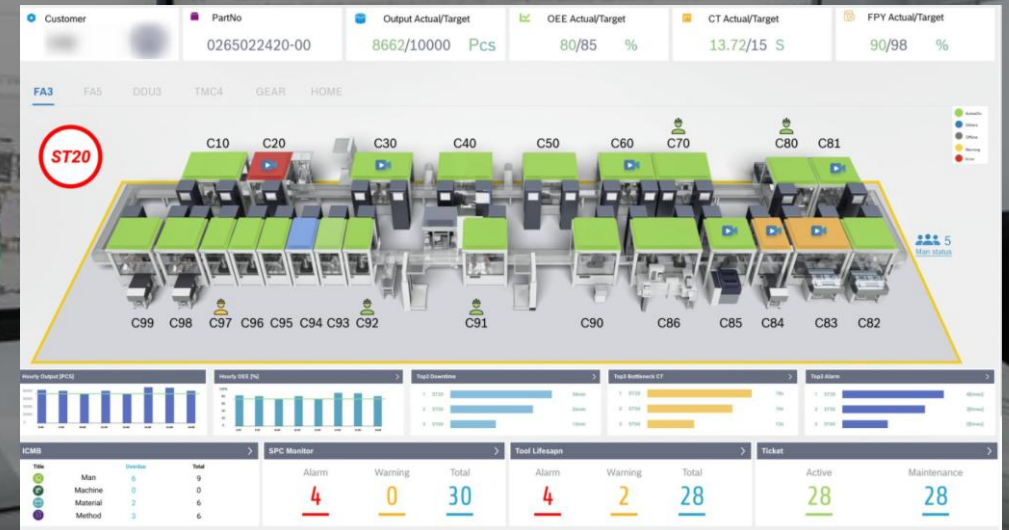 Customer
PartNo
0265022420-00
Output Actual/Target
8662/10000 Pcs
OEE Actual/Target
80/85 %
CT Actual/Target
13.72/15 S
FPY Actual/Target
90/98 %
FA3 FA5 DDU3 TMC4 GEAR HOME
Offline
Warning
Error
ST20
C10 C20 C30 C40 C50 C60 C70 C80 C81
5
Man status
C99 C98 C97 C96 C95 C94 C93 C92 C91 C90 C86 C85 C84 C83 C82
Hourly Output [PCS]
Hourly OEE [%]
Top3 Downtime
Top3 Bottleneck CT
Top3 Alarm
ICMB
Title Overdue Total
Man 6 9
Machine 0 0
Material 2 6
Method 3 6
SPC Monitor
Alarm Warning Total
4 0 30
Tool Lifesapn
Alarm Warning Total
4 2 28
Ticket
Active Maintenance
28 28